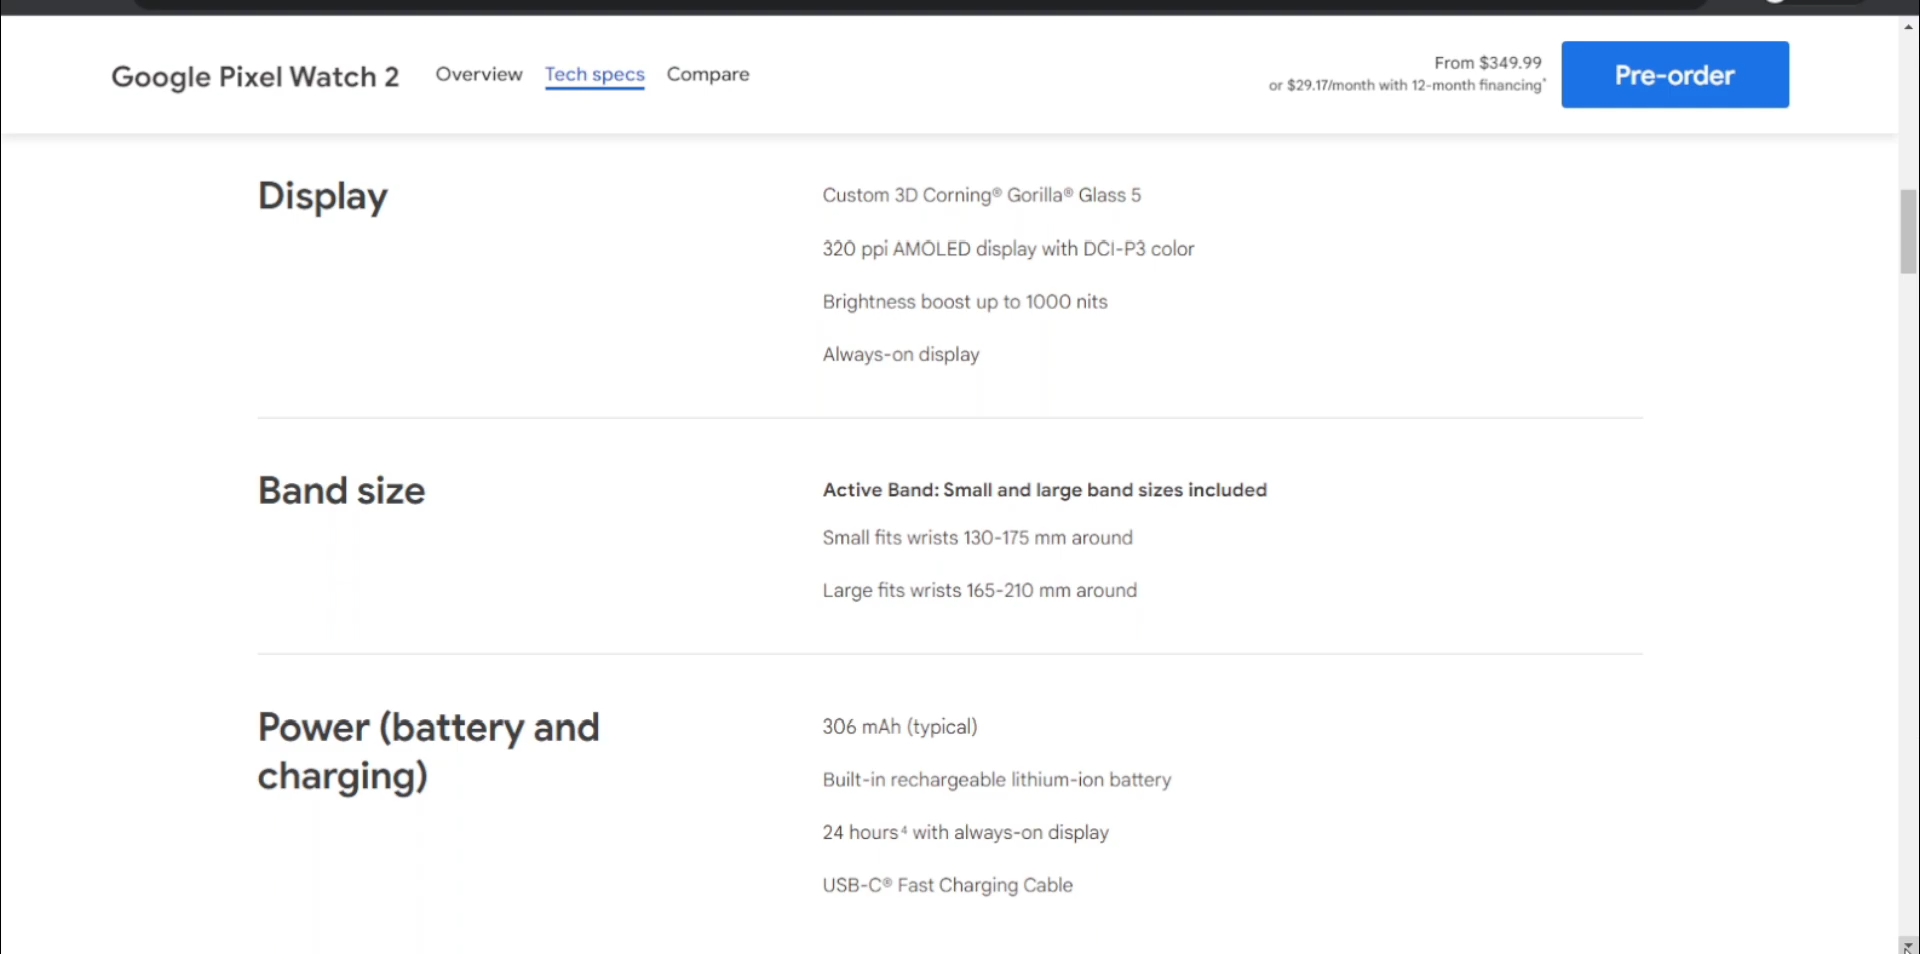 Google Pixel Watch 2
Overview
Tech specs
Compare
From $349.99
or $29.17/month with 12-month financing*
Pre-order
Display
Custom 3D Corning® Gorilla® Glass 5
320 ppi AMOLED display with DCI-P3 color
Brightness boost up to 1000 nits
Always-on display
Band size
Active Band: Small and large band sizes included
Small fits wrists 130-175 mm around
Large fits wrists 165-210 mm around
Power (battery and
charging)
306 mAh (typical)
Built-in rechargeable lithium-ion battery
24 hours⁴ with always-on display
USB-C® Fast Charging Cable